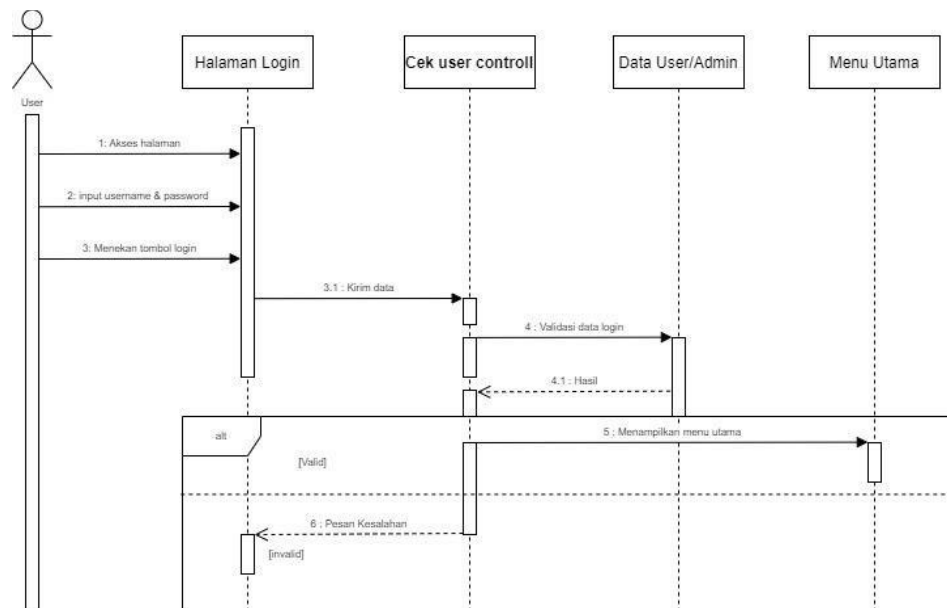 Halaman Login
Cek user controll
Data User/Admin
Menu Utama
User
1: Akses halaman
2: input username & password
3: Menekan tombol login
3.1 : Kirim data
4 : Validasi data login
4.1 : Hasil
alt
5 : Menampilkan menu utama
[Valid]
6 : Pesan Kesalahan
[invalid]